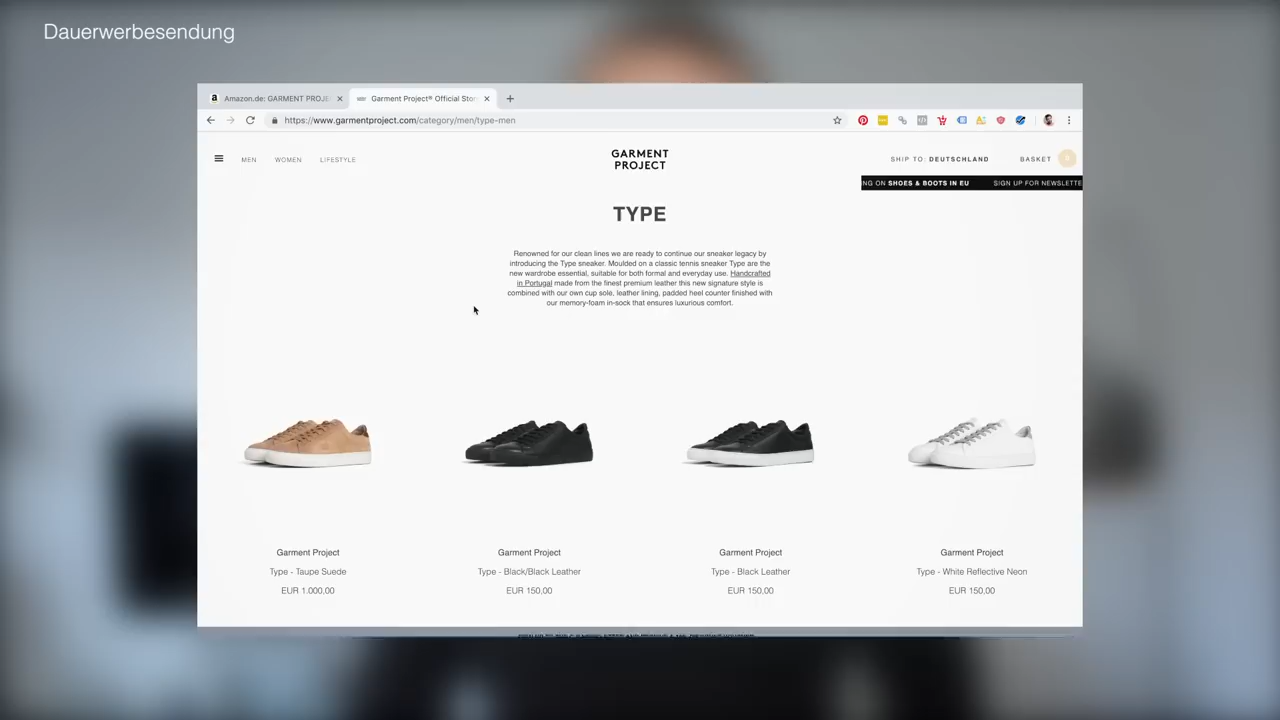 Dauerwerbesendung
Amazon.de: GARMENT PROJE
Garment Project® Official Stor
https://www.garmentproject.com/category/men/type-men
MEN WOMEN LIFESTYLE
GARMENT
PROJECT
SHIP TO: DEUTSCHLAND BASKET
NG ON SHOES & BOOTS IN EU SIGN UP FOR NEWSLETTE
TYPE
Renowned for our clean lines we are ready to continue our sneaker legacy by
introducing the Type sneaker. Moulded on a classic tennis sneaker Type are the
new wardrobe essential, suitable for both formal and everyday use. Handcrafted
in Portugal made from the finest premium leather this new signature style is
combined with our own cup sole, leather lining, padded heel counter finished with
our memory-foam in-sock that ensures luxurious comfort.
Garment Project Garment Project Garment Project Garment Project
Type - Taupe Suede Type - Black/Black Leather Type - Black Leather Type - White Reflective Neon
EUR 1.000,00 EUR 150,00 EUR 150,00 EUR 150,00